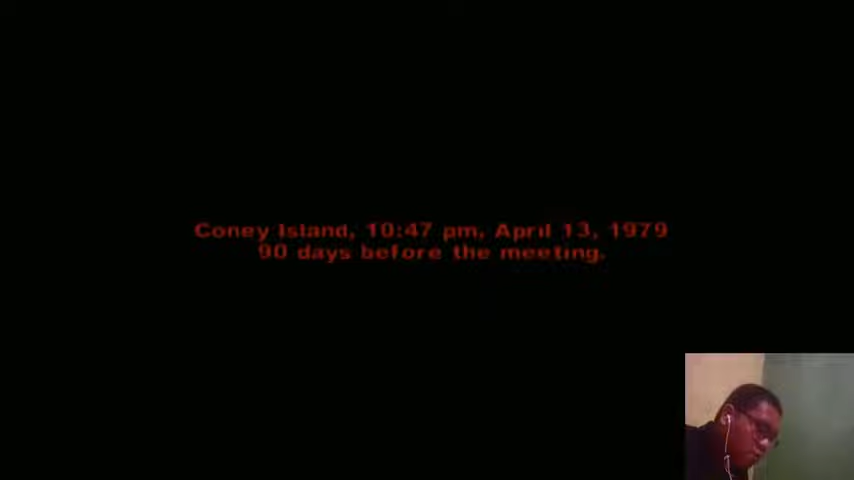 Coney Island, 10:47 pm, April 13, 1979
90 days before the meeting.